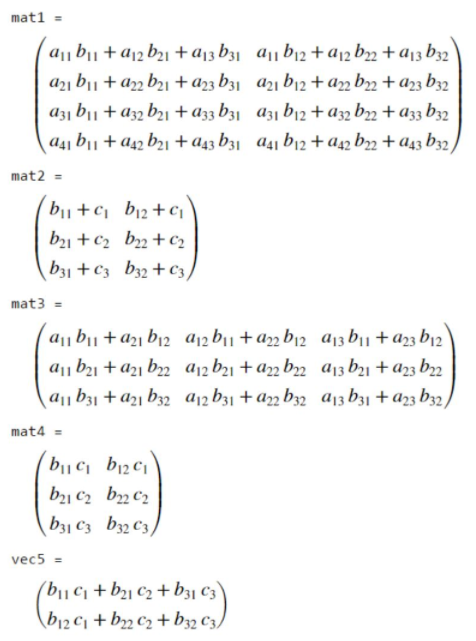 mat1 =
a₁₁ b₁₁ + a₁₂ b₂₁ + a₁₃ b₃₁ a₁₁ b₁₂ + a₁₂ b₂₂ + a₁₃ b₃₂
a₂₁ b₁₁ + a₂₂ b₂₁ + a₂₃ b₃₁ a₂₁ b₁₂ + a₂₂ b₂₂ + a₂₃ b₃₂
a₃₁ b₁₁ + a₃₂ b₂₁ + a₃₃ b₃₁ a₃₁ b₁₂ + a₃₂ b₂₂ + a₃₃ b₃₂
a₄₁ b₁₁ + a₄₂ b₂₁ + a₄₃ b₃₁ a₄₁ b₁₂ + a₄₂ b₂₂ + a₄₃ b₃₂
mat2 =
b₁₁ + c₁ b₁₂ + c₁
b₂₁ + c₂ b₂₂ + c₂
b₃₁ + c₃ b₃₂ + c₃
mat3 =
a₁₁ b₁₁ + a₂₁ b₁₂ a₁₂ b₁₁ + a₂₂ b₁₂ a₁₃ b₁₁ + a₂₃ b₁₂
a₁₁ b₂₁ + a₂₁ b₂₂ a₁₂ b₂₁ + a₂₂ b₂₂ a₁₃ b₂₁ + a₂₃ b₂₂
a₁₁ b₃₁ + a₂₁ b₃₂ a₁₂ b₃₁ + a₂₂ b₃₂ a₁₃ b₃₁ + a₂₃ b₃₂
mat4 =
b₁₁ c₁ b₁₂ c₁
b₂₁ c₂ b₂₂ c₂
b₃₁ c₃ b₃₂ c₃
vec5 =
b₁₁ c₁ + b₂₁ c₂ + b₃₁ c₃
b₁₂ c₁ + b₂₂ c₂ + b₃₂ c₃